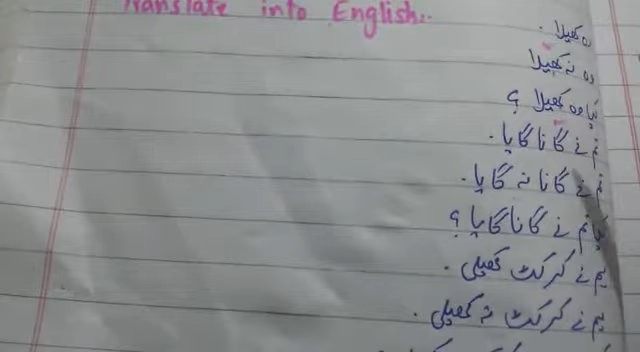 Translate into English:-
وہ کھیلا۔
وہ نہ کھیلا
کیا وہ کھیلا ؟
تم نے گانا گایا۔
تم نے گانا نہ گایا۔
کیا تم نے گانا گایا ؟
ہم نے کرکٹ کھیلی۔
ہم نے کرکٹ نہ کھیلی۔